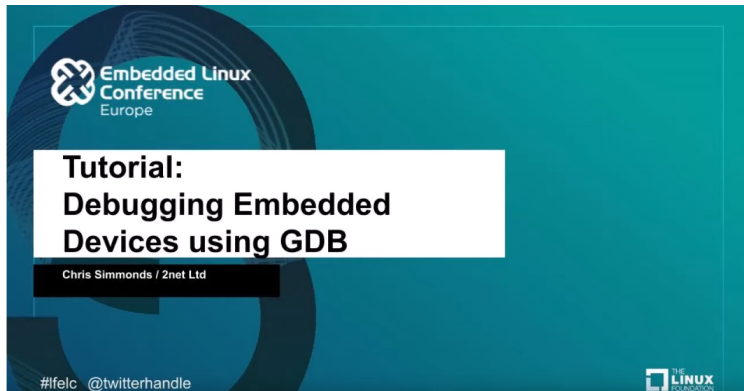 Embedded Linux
Conference
Europe
Tutorial:
Debugging Embedded
Devices using GDB
Chris Simmonds / 2net Ltd
#lfelc @twitterhandle
THE
LINUX
FOUNDATION